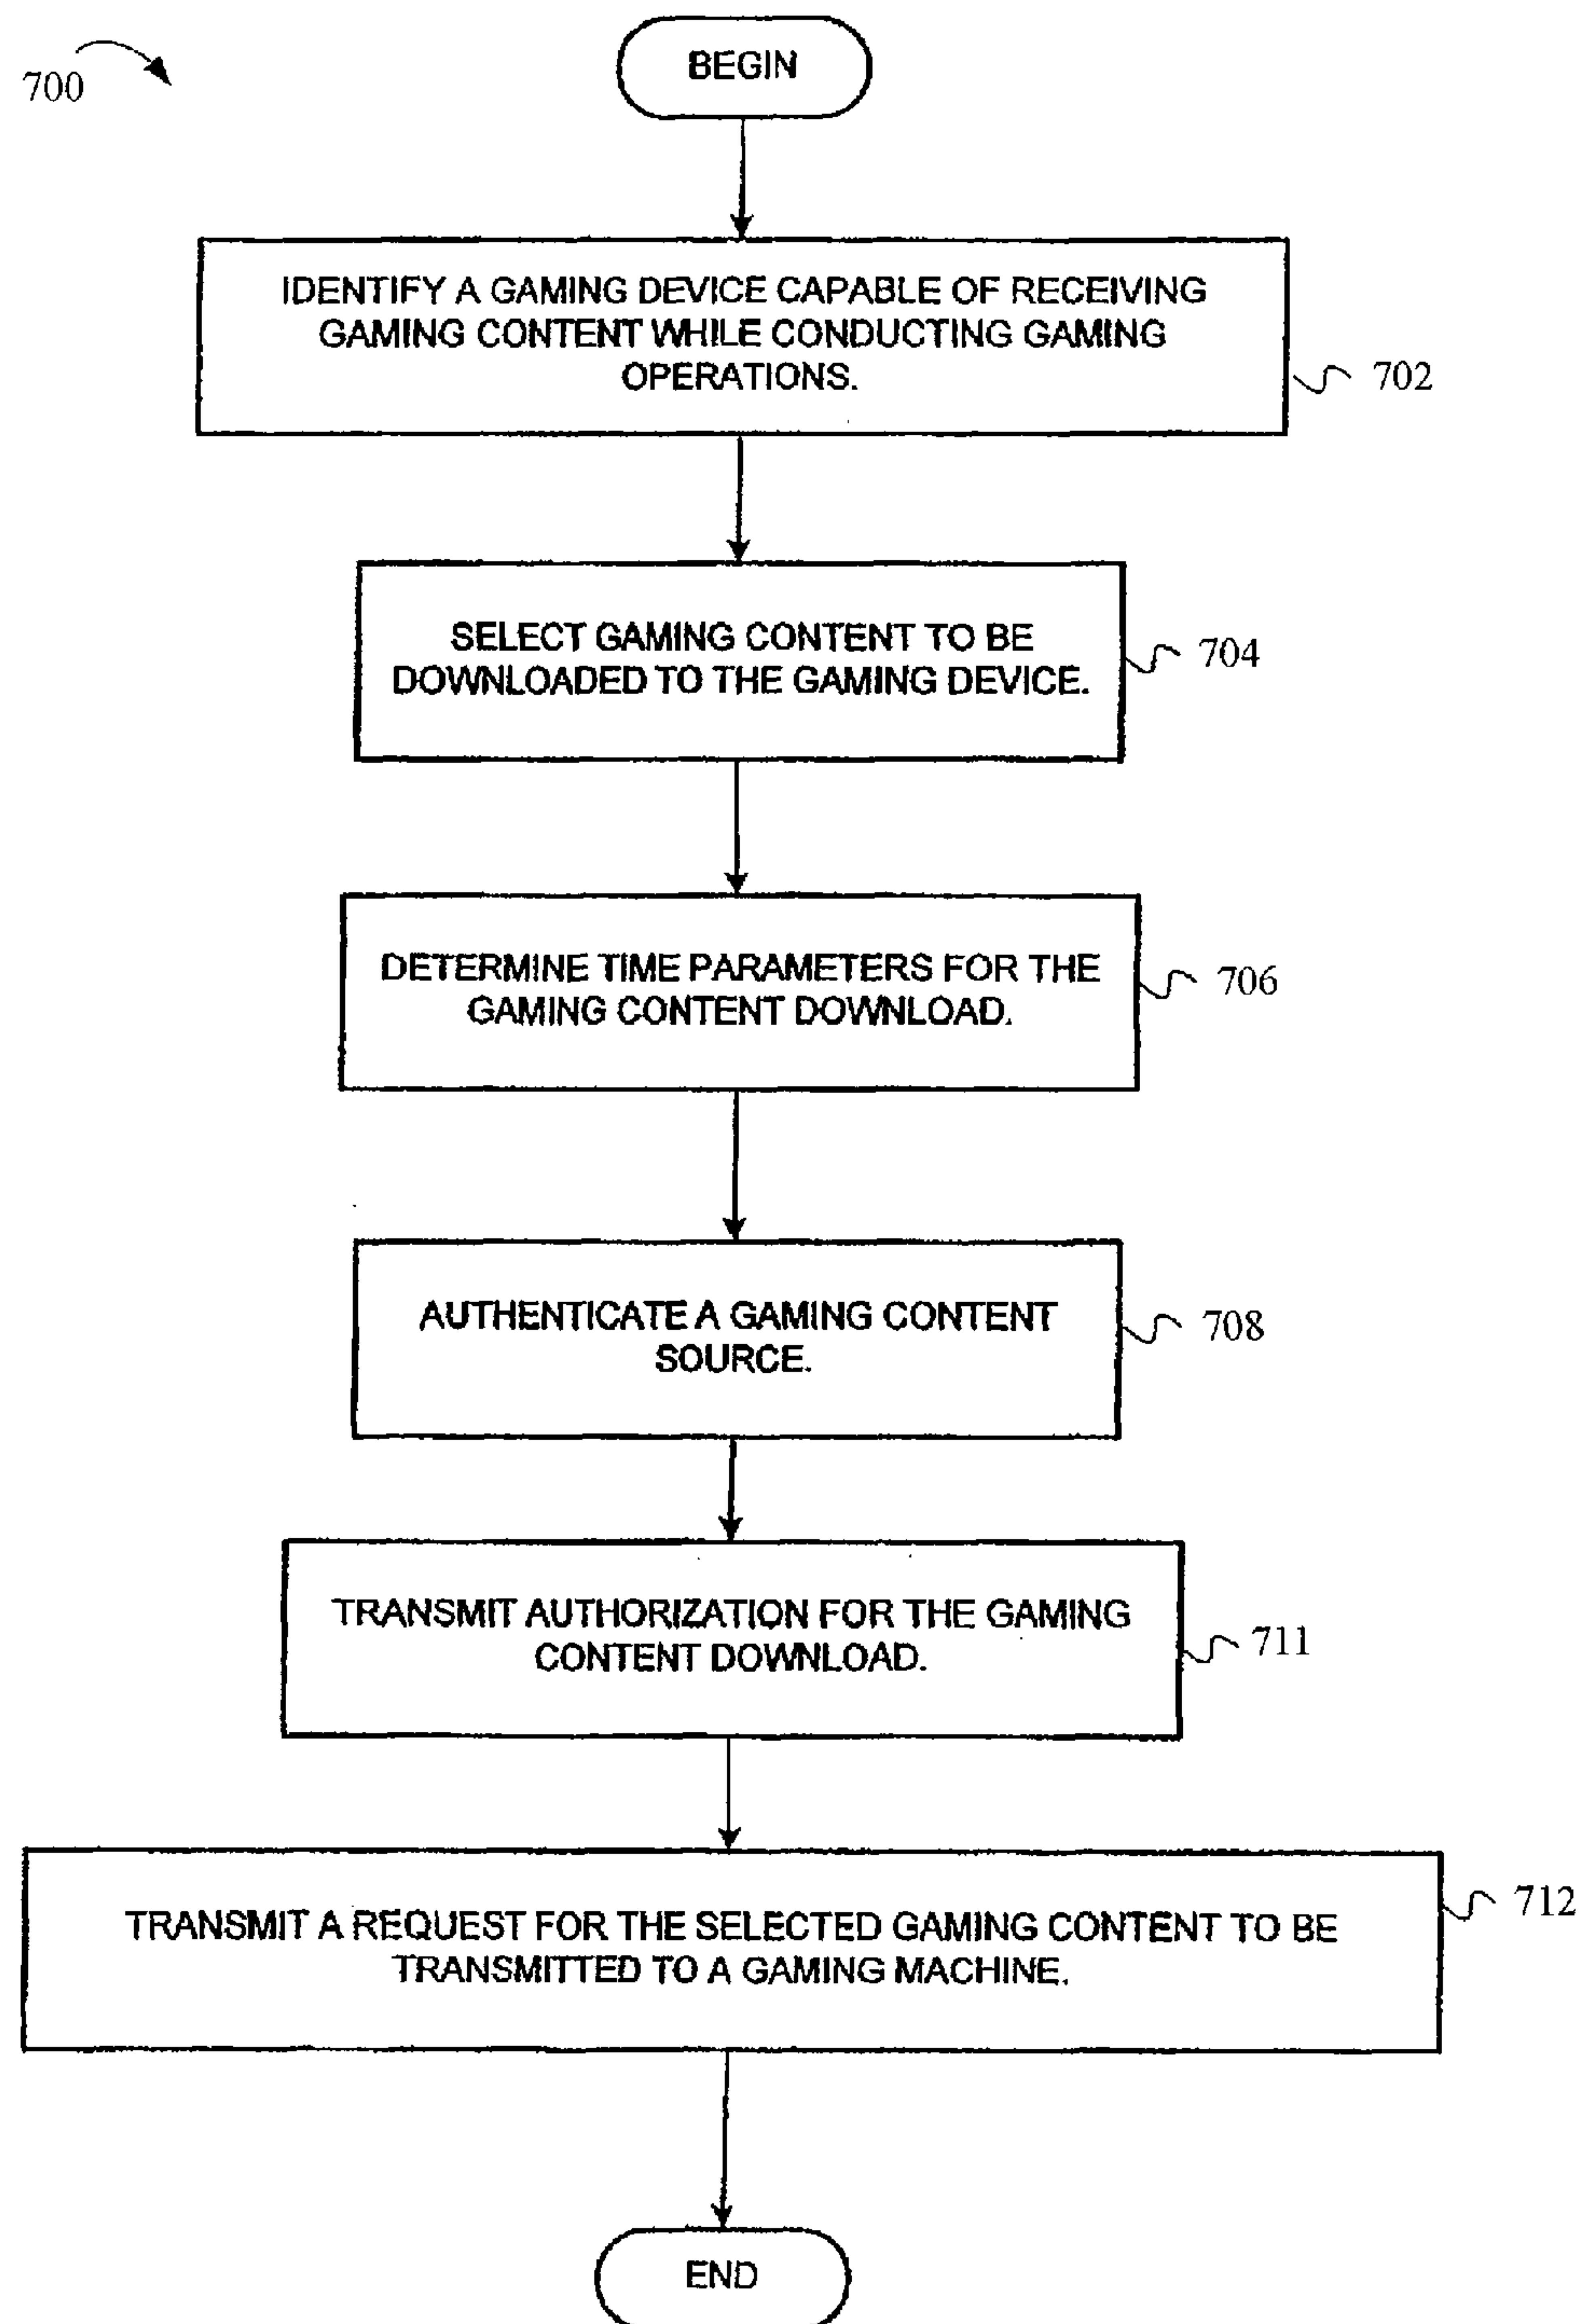 700
BEGIN
IDENTIFY A GAMING DEVICE CAPABLE OF RECEIVING
GAMING CONTENT WHILE CONDUCTING GAMING
OPERATIONS.
702
SELECT GAMING CONTENT TO BE
DOWNLOADED TO THE GAMING DEVICE.
704
DETERMINE TIME PARAMETERS FOR THE
GAMING CONTENT DOWNLOAD.
706
AUTHENTICATE A GAMING CONTENT
SOURCE.
708
TRANSMIT AUTHORIZATION FOR THE GAMING
CONTENT DOWNLOAD.
711
TRANSMIT A REQUEST FOR THE SELECTED GAMING CONTENT TO BE
TRANSMITTED TO A GAMING MACHINE.
712
END